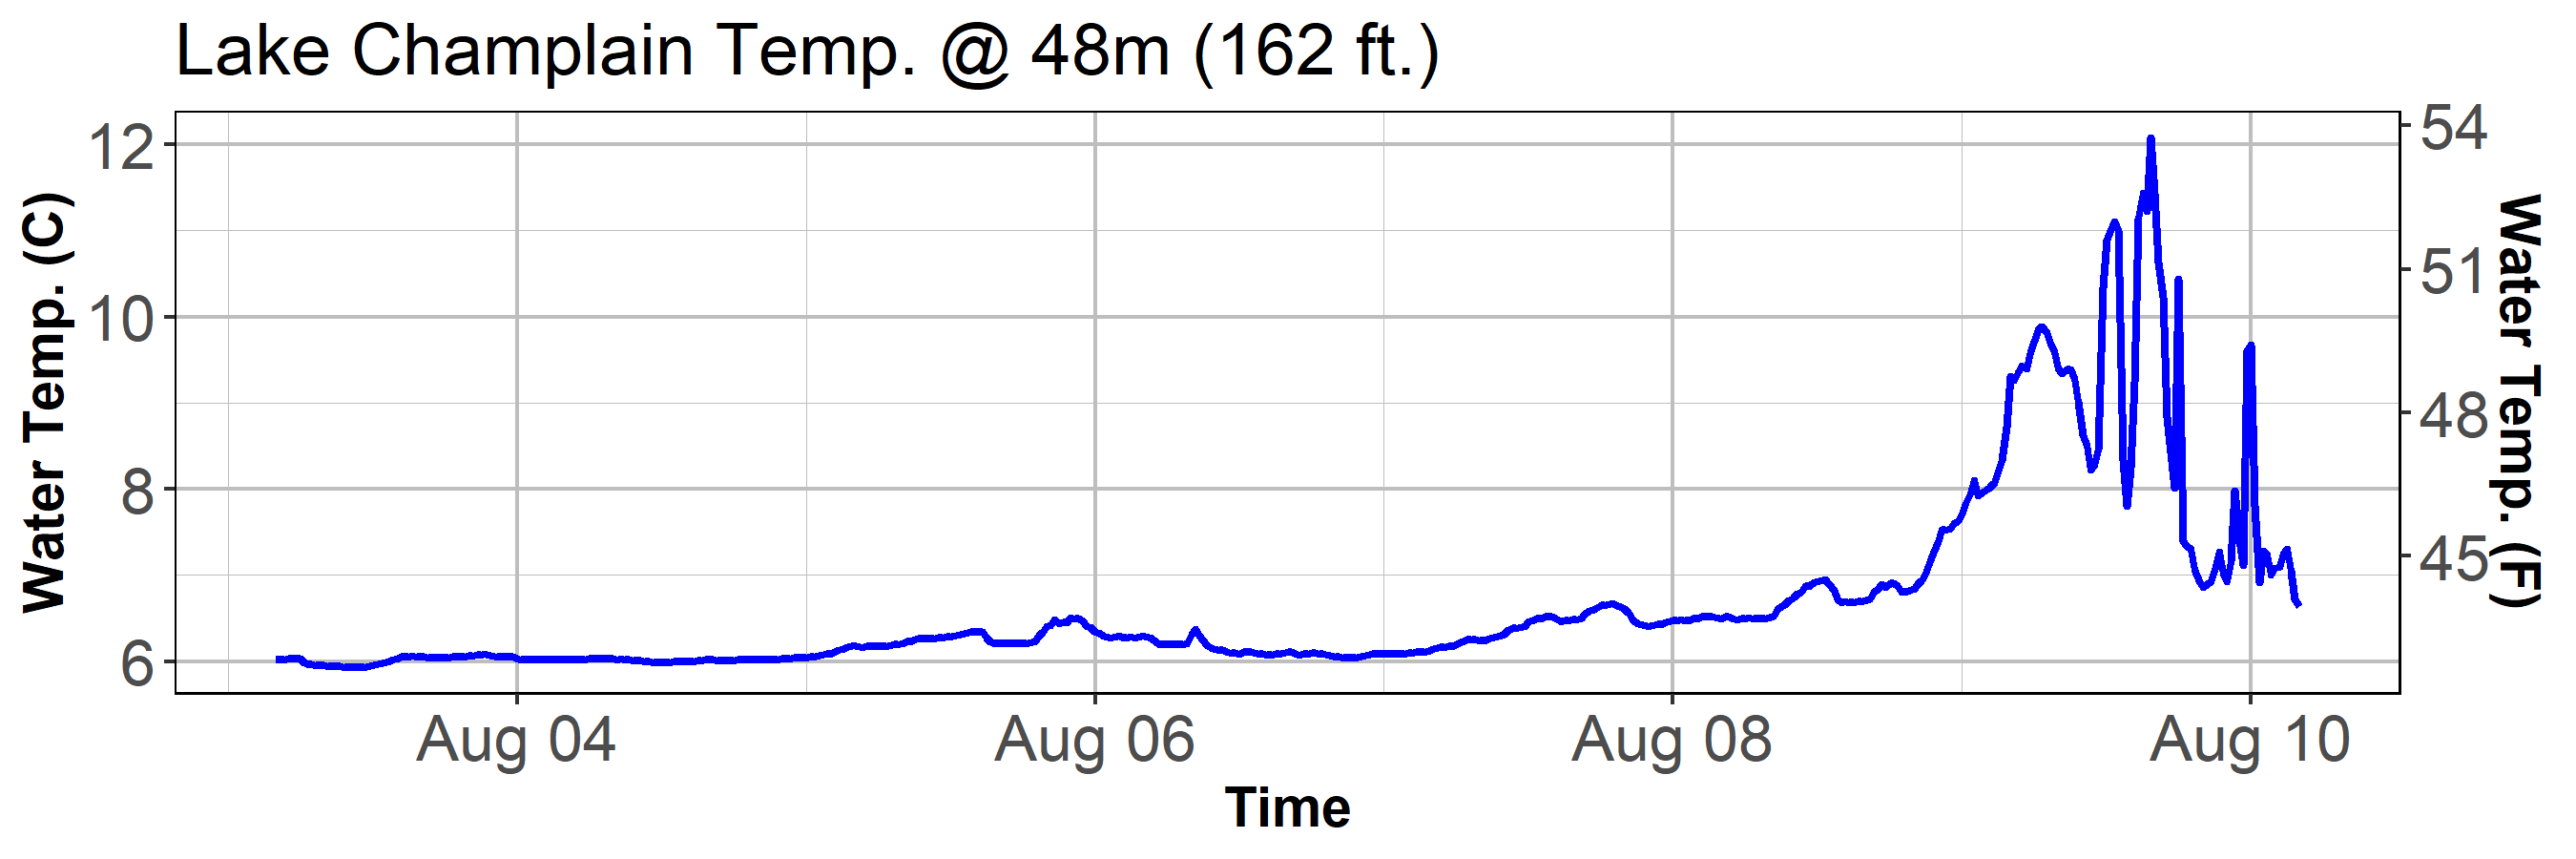 Lake Champlain Temp. @ 48m (162 ft.)
Water Temp. (C)
12
10
8
6
54
51
48
45
Water Temp. (F)
Aug 04
Aug 06
Aug 08
Aug 10
Time